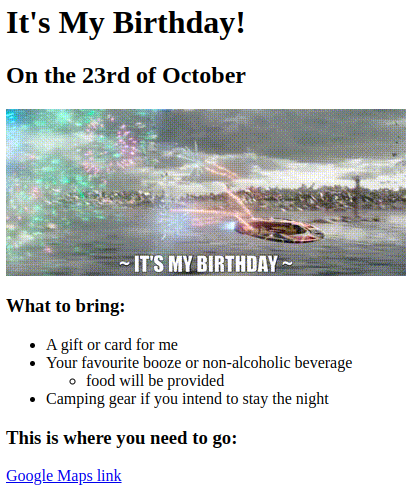 It's My Birthday!
On the 23rd of October
~ IT'S MY BIRTHDAY ~
What to bring:
A gift or card for me
Your favourite booze or non-alcoholic beverage
food will be provided
Camping gear if you intend to stay the night
This is where you need to go:
Google Maps link